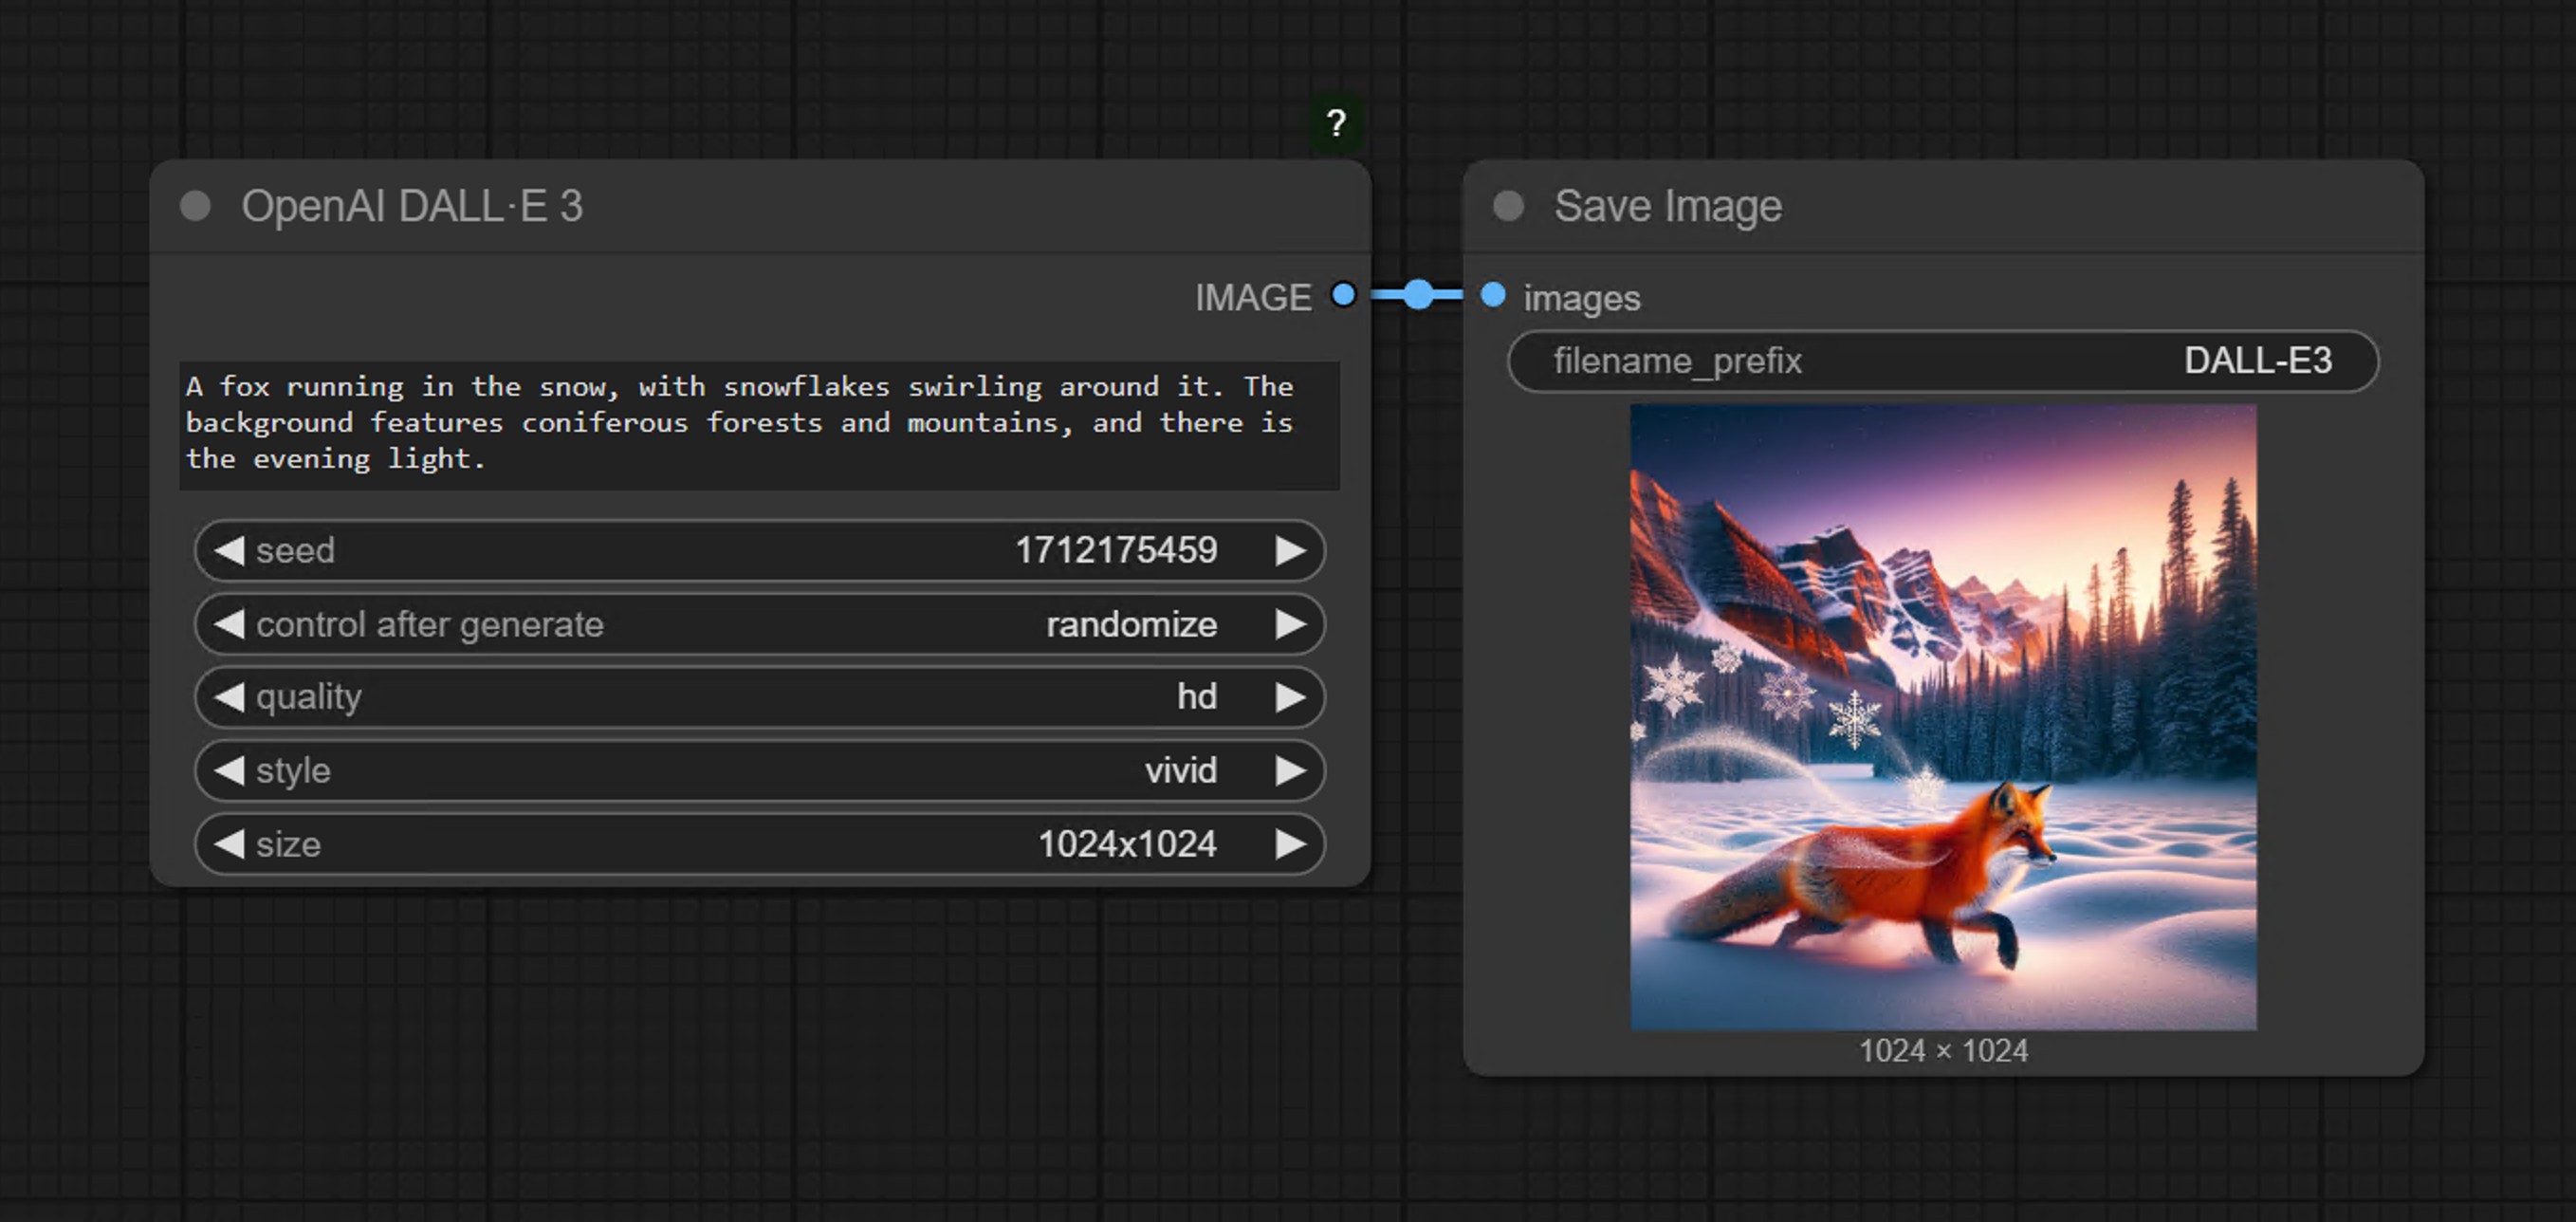 ?
OpenAI DALL·E 3
IMAGE
A fox running in the snow, with snowflakes swirling around it. The
background features coniferous forests and mountains, and there is
the evening light.
seed 1712175459
control after generate randomize
quality hd
style vivid
size 1024x1024
Save Image
images
filename_prefix DALL-E3
1024 × 1024